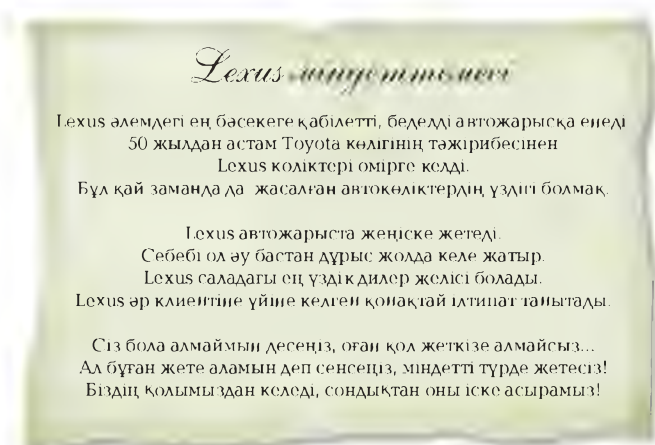 Lexus міндеттемесі
Lexus әлемдегі ең бәсекеге қабілетті, беделді автожарысқа енеді
50 жылдан астам Toyota көлігінің тәжірибесінен
Lexus көліктері өмірге келді.
Бұл қай заманда да жасалған автокөліктердің үздігі болмақ.
Lexus автожарыста жеңіске жетеді.
Себебі ол әу бастан дұрыс жолда келе жатыр.
Lexus саладағы ең үздік дилер желісі болады.
Lexus әр клиентіне үйіне келген қонақтай ілтипат танытады.
Сіз бола алмаймын десеңіз, оған қол жеткізе алмайсыз...
Ал бұған жете аламын деп сенсеңіз, міндетті түрде жетесіз!
Біздің қолымыздан келеді, сондықтан оны іске асырамыз!